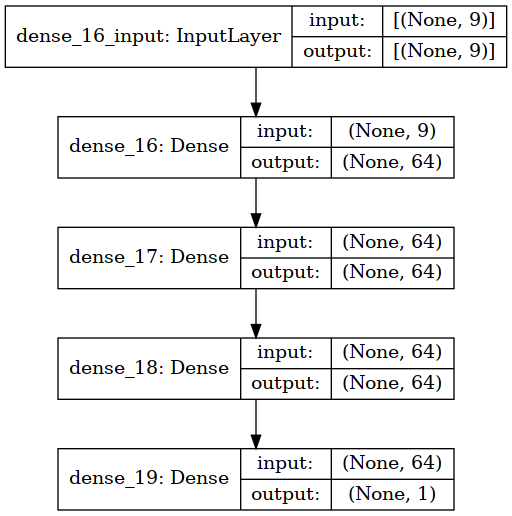 dense_16_input: InputLayer
input: [(None, 9)]
output: [(None, 9)]
dense_16: Dense
input: (None, 9)
output: (None, 64)
dense_17: Dense
input: (None, 64)
output: (None, 64)
dense_18: Dense
input: (None, 64)
output: (None, 64)
dense_19: Dense
input: (None, 64)
output: (None, 1)